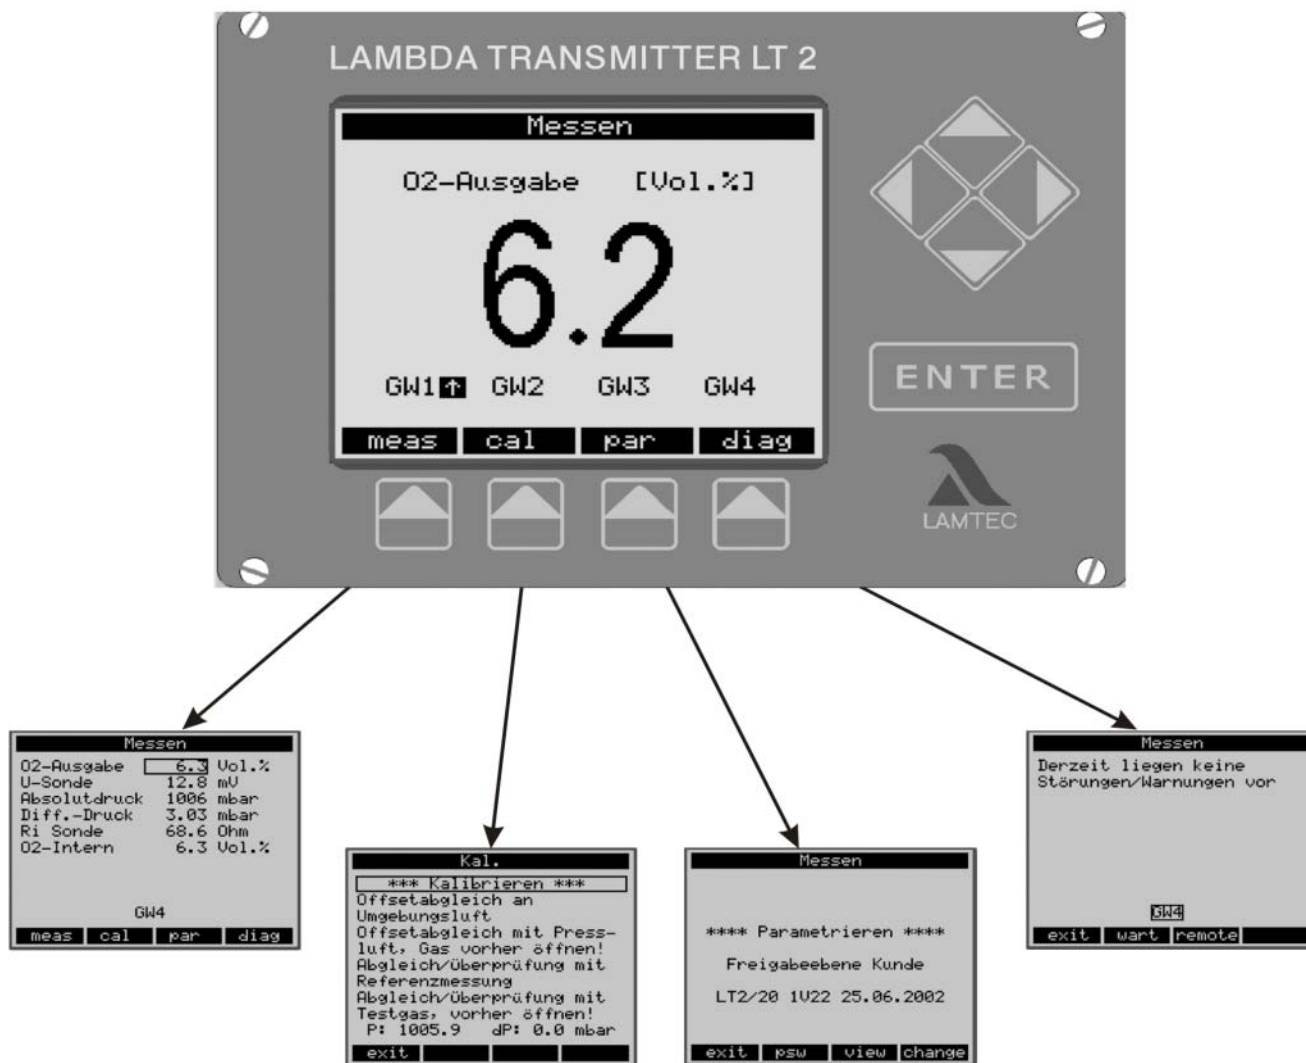 LAMBDA TRANSMITTER LT 2
Messen
O2-Ausgabe [Vol.%]
6.2
GW1↑ GW2 GW3 GW4
meas cal par diag
ENTER
LAMTEC
Messen
O2-Ausgabe 6.3 Vol.%
U-Sonde 12.8 mV
Absolutdruck 1006 mbar
Diff.-Druck 3.03 mbar
Ri Sonde 68.6 Ohm
O2-Intern 6.3 Vol.%
GW4
meas cal par diag
Kal.
*** Kalibrieren ***
Offsetabgleich an
Umgebungsluft
Offsetabgleich mit Press-
luft, Gas vorher öffnen!
Abgleich/Überprüfung mit
Referenzmessung
Abgleich/Überprüfung mit
Testgas, vorher öffnen!
P: 1005.9 dP: 0.0 mbar
exit
Messen
**** Parametrieren ****
Freigabeebene Kunde
LT2/20 1V22 25.06.2002
exit psw view change
Messen
Derzeit liegen keine
Störungen/Warnungen vor
GW4
exit wart remote